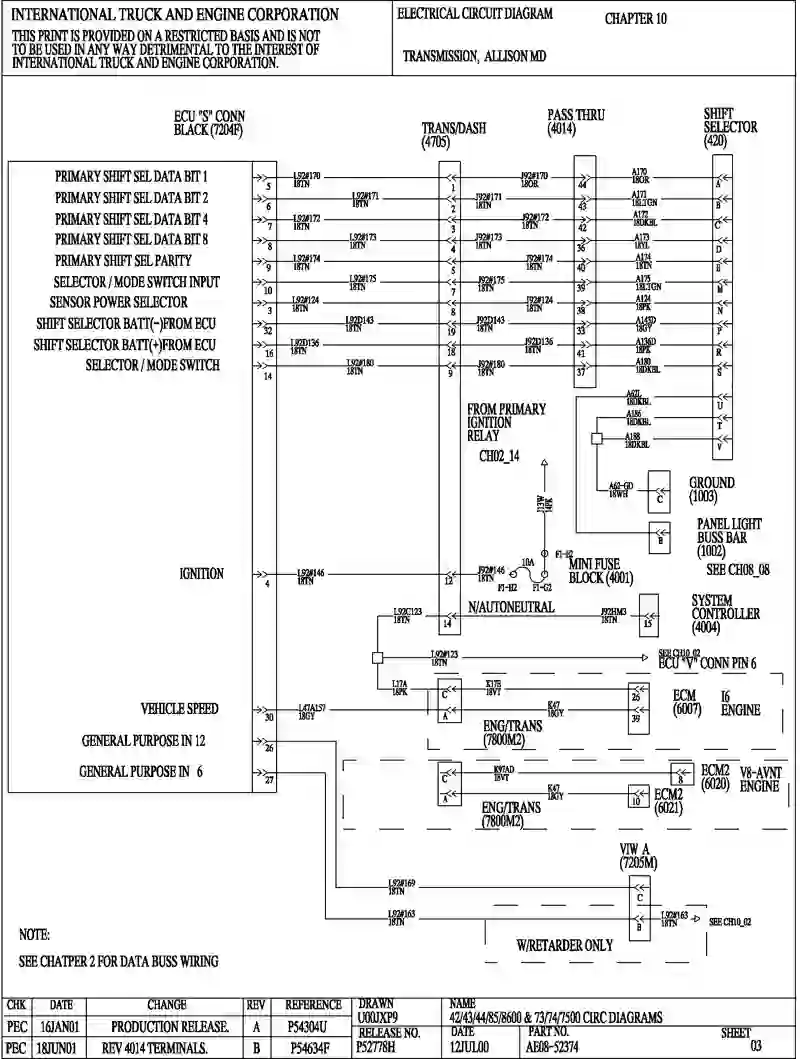 INTERNATIONAL TRUCK AND ENGINE CORPORATION
THIS PRINT IS PROVIDED ON A RESTRICTED BASIS AND IS NOT
TO BE USED IN ANY WAY DETRIMENTAL TO THE INTEREST OF
INTERNATIONAL TRUCK AND ENGINE CORPORATION.
ELECTRICAL CIRCUIT DIAGRAM
CHAPTER 10
TRANSMISSION, ALLISON MD
ECU "S" CONN
BLACK (7204F)
TRANS/DASH
(4705)
PASS THRU
(4014)
SHIFT
SELECTOR
(420)
PRIMARY SHIFT SEL DATA BIT 1
5
L92#170
18TN
1
J92#170
18OR
44
A170
18OR
A
PRIMARY SHIFT SEL DATA BIT 2
6
L92#171
18TN
2
J92#171
18TN
43
A171
18LTGN
B
PRIMARY SHIFT SEL DATA BIT 4
7
L92#172
18TN
3
J92#172
18TN
42
A172
18DKBL
C
PRIMARY SHIFT SEL DATA BIT 8
8
L92#173
18TN
4
J92#173
18TN
36
A173
18YL
D
PRIMARY SHIFT SEL PARITY
9
L92#174
18TN
5
J92#174
18TN
40
A174
18TN
E
SELECTOR / MODE SWITCH INPUT
10
L92#175
18TN
7
J92#175
18TN
39
A175
18LTGN
M
SENSOR POWER SELECTOR
3
L92#124
18TN
8
J92#124
18TN
38
A124
18PK
N
SHIFT SELECTOR BATT(-)FROM ECU
32
L92D143
18TN
19
J92D143
18TN
33
A143D
18GY
P
SHIFT SELECTOR BATT(+)FROM ECU
16
L92D136
18TN
18
J92D136
18TN
41
A136D
18PK
R
SELECTOR / MODE SWITCH
14
L92#180
18TN
9
J92#180
18TN
37
A180
18TN
S
A62L
18DKBL
U
A186
18DKBL
T
A188
18DKBL
V
FROM PRIMARY
IGNITION
RELAY
CH02_14
A62-GD
18WH
C
GROUND
(1003)
J13W
14PK
B
PANEL LIGHT
BUSS BAR
(1002)
SEE CH08_08
IGNITION
4
L92#146
18TN
12
J92#146
18TN
10A
F1-E2
F1-H2
F1-G2
MINI FUSE
BLOCK (4001)
N/AUTONEUTRAL
L92C123
18TN
14
J92HM3
18TN
15
SYSTEM
CONTROLLER
(4004)
L92#123
18TN
SEE CH10_02
ECU "V" CONN PIN 6
L17A
18PK
C
K17E
18VT
26
ECM
(6007)
I6
ENGINE
VEHICLE SPEED
30
L47A157
18GY
A
K47
18GY
39
ENG/TRANS
(7800M2)
GENERAL PURPOSE IN 12
26
GENERAL PURPOSE IN 6
27
C
K97AD
18VT
8
ECM2
(6020)
V8-AVNT
ENGINE
A
K47
18GY
10
ECM2
(6021)
ENG/TRANS
(7800M2)
VIW A
(7205M)
L92#169
18TN
C
L92#163
18TN
B
L92#163
18TN
SEE CH10_02
W/RETARDER ONLY
NOTE:
SEE CHATPER 2 FOR DATA BUSS WIRING
CHK DATE CHANGE REV REFERENCE
PEC 16JAN01 PRODUCTION RELEASE. A P54304U
PEC 18JUN01 REV 4014 TERMINALS. B P54634F
DRAWN
U00JXP9
RELEASE NO.
P52778H
NAME
42/43/44/85/8600 & 73/74/7500 CIRC DIAGRAMS
DATE
12JUL00
PART NO.
AE08-52374
SHEET
03